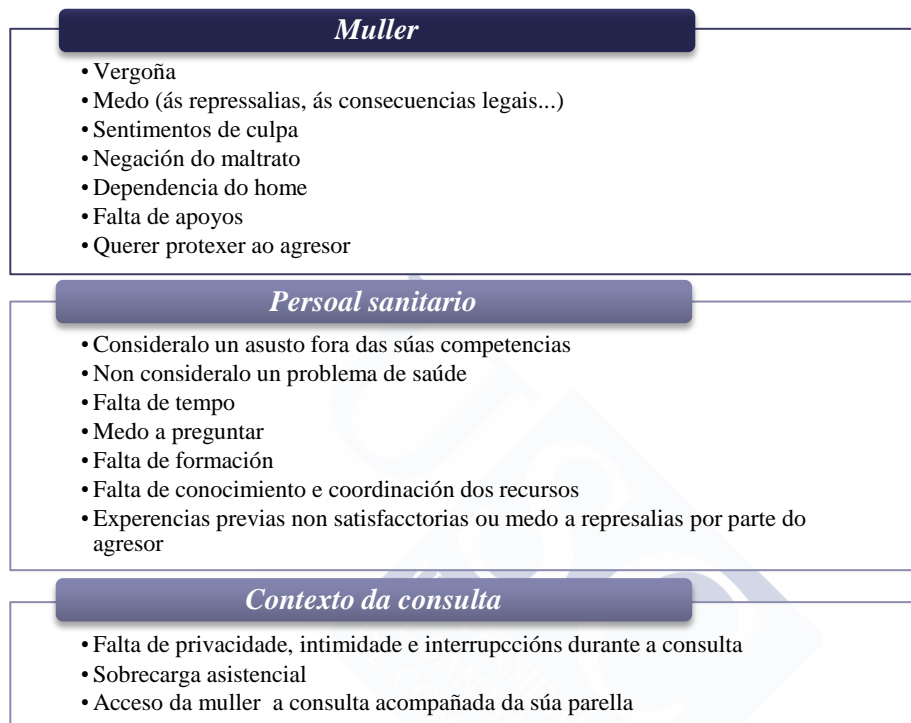 Muller
• Vergoña
• Medo (ás repressalias, ás consecuencias legais...)
• Sentimentos de culpa
• Negación do maltrato
• Dependencia do home
• Falta de apoyos
• Querer protexer ao agresor
Persoal sanitario
• Consideralo un asusto fora das súas competencias
• Non consideralo un problema de saúde
• Falta de tempo
• Medo a preguntar
• Falta de formación
• Falta de conocimiento e coordinación dos recursos
• Experencias previas non satisfacctorias ou medo a represalias por parte do
agresor
Contexto da consulta
• Falta de privacidade, intimidade e interrupccións durante a consulta
• Sobrecarga asistencial
• Acceso da muller a consulta acompañada da súa parella